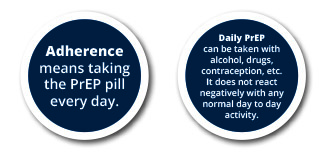 Adherence
means taking
the PrEP pill
every day.
Daily PrEP
can be taken with
alcohol, drugs,
contraception, etc.
It does not react
negatively with any
normal day to day
activity.